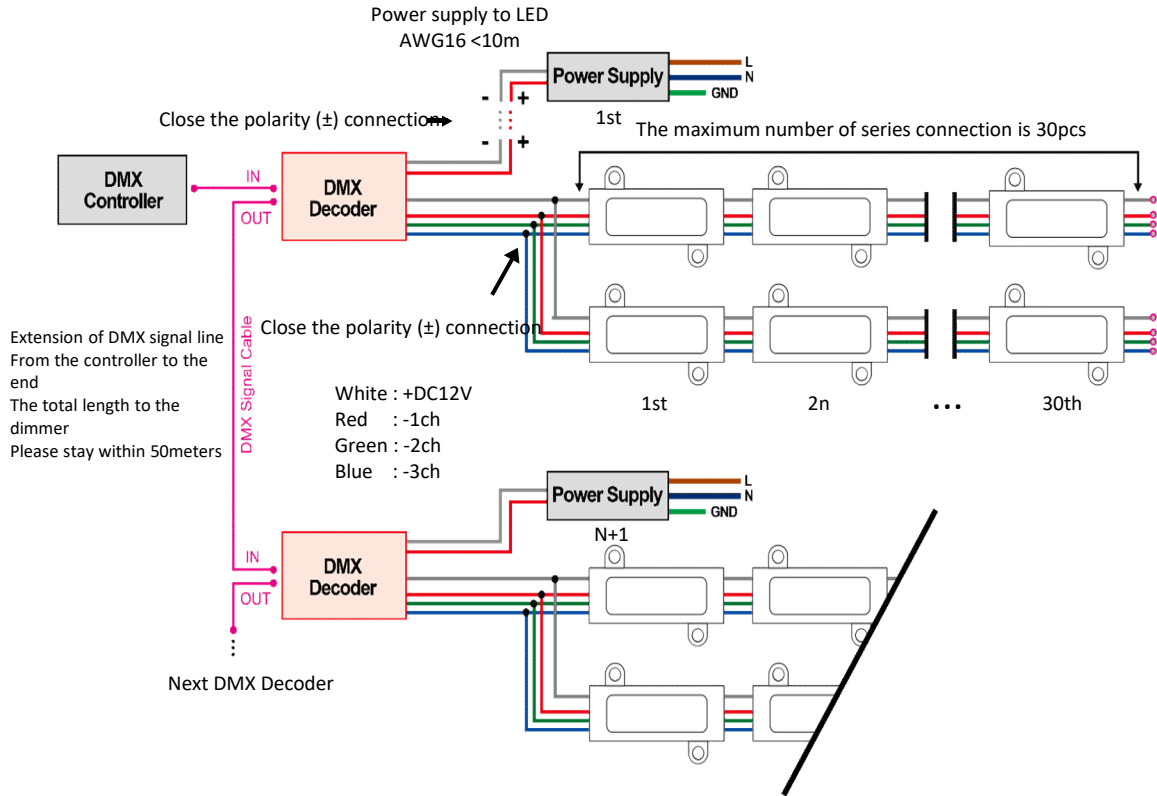 Power supply to LED
AWG16 <10m
Power Supply
L
N
GND
1st
- +
Close the polarity (±) connection
- +
The maximum number of series connection is 30pcs
DMX
Controller
IN
OUT
DMX
Decoder
Close the polarity (±) connection
Extension of DMX signal line
From the controller to the
end
The total length to the
dimmer
Please stay within 50meters
DMX Signal Cable
White : +DC12V
Red : -1ch
Green : -2ch
Blue : -3ch
1st
2n
...
30th
Power Supply
L
N
GND
N+1
IN
OUT
DMX
Decoder
...
Next DMX Decoder